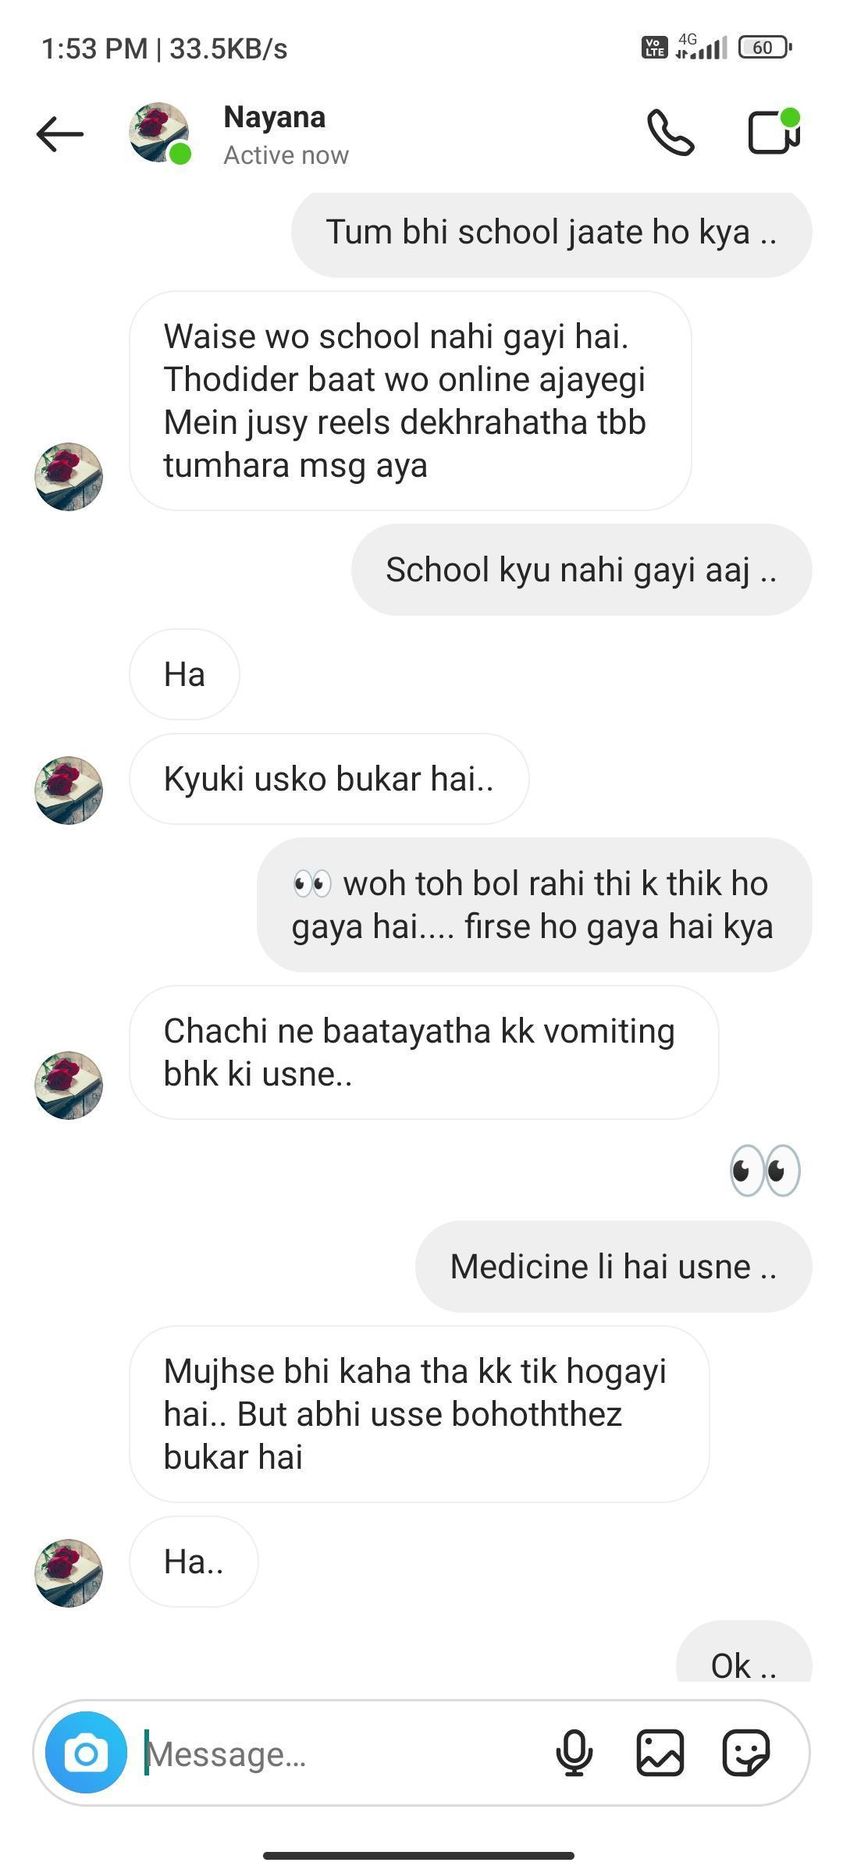 1:53 PM | 33.5KB/s
Vo LTE 4G 60
Nayana
Active now
Tum bhi school jaate ho kya ..
Waise wo school nahi gayi hai.
Thodider baat wo online ajayegi
Mein jusy reels dekhrahatha tbb
tumhara msg aya
School kyu nahi gayi aaj ..
Ha
Kyuki usko bukar hai..
👀 woh toh bol rahi thi k thik ho
gaya hai.... firse ho gaya hai kya
Chachi ne baatayatha kk vomiting
bhk ki usne..
👀
Medicine li hai usne ..
Mujhse bhi kaha tha kk tik hogayi
hai.. But abhi usse bohoththez
bukar hai
Ha..
Ok ..
Message...